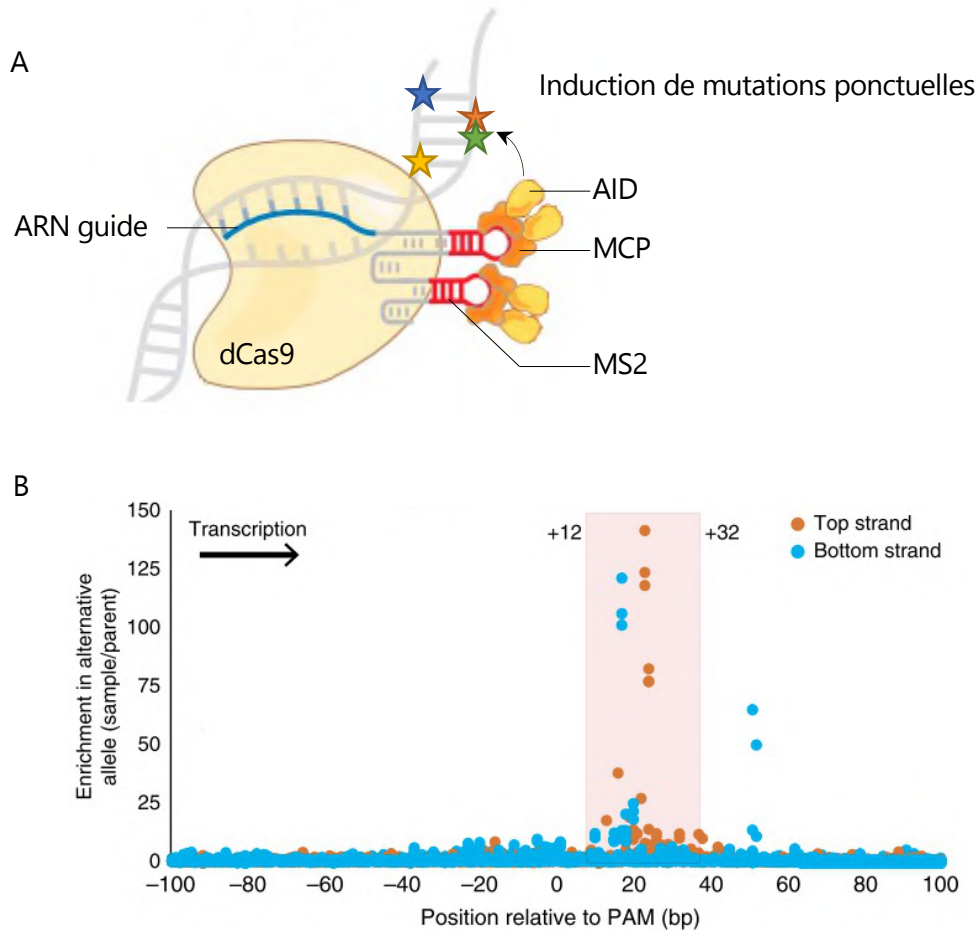 A
Induction de mutations ponctuelles
AID
ARN guide
MCP
dCas9
MS2
B
150
125
100
75
50
25
0
Enrichment in alternative
allele (sample/parent)
Transcription
+12
+32
Top strand
Bottom strand
−100
−80
−60
−40
−20
0
20
40
60
80
100
Position relative to PAM (bp)